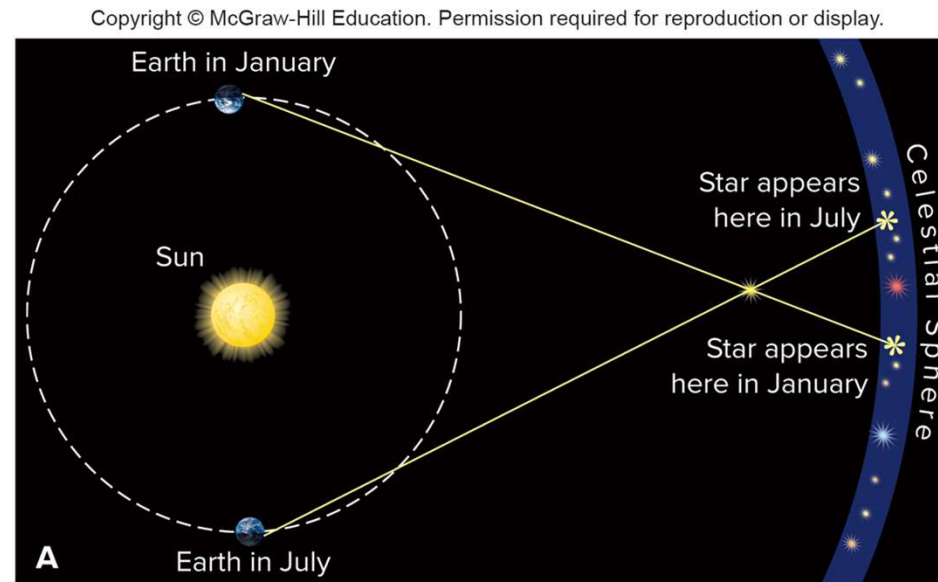 Copyright © McGraw-Hill Education. Permission required for reproduction or display.
Earth in January
Star appears
here in July
Sun
Star appears
here in January
Celestial Sphere
Earth in July
A